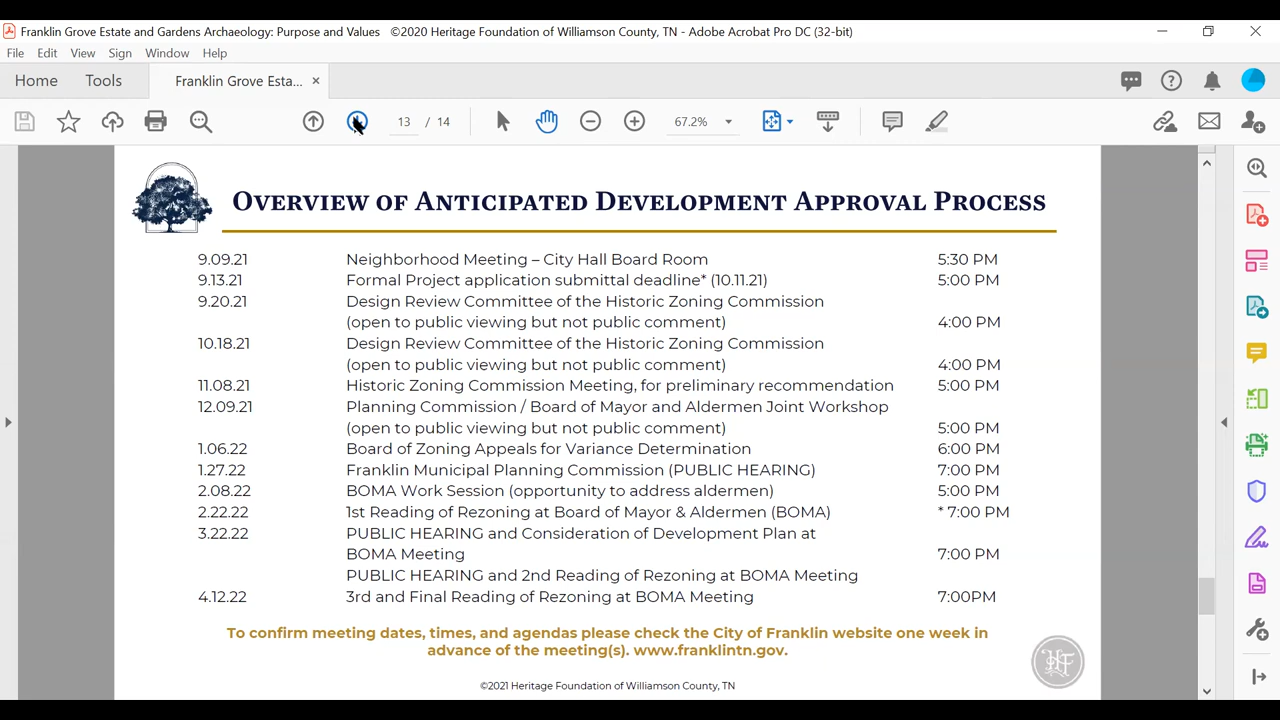 Franklin Grove Estate and Gardens Archaeology: Purpose and Values ©2020 Heritage Foundation of Williamson County, TN - Adobe Acrobat Pro DC (32-bit)
File Edit View Sign Window Help
Home Tools Franklin Grove Esta... ×
13 / 14 67.2%
OVERVIEW OF ANTICIPATED DEVELOPMENT APPROVAL PROCESS
9.09.21 Neighborhood Meeting – City Hall Board Room 5:30 PM
9.13.21 Formal Project application submittal deadline* (10.11.21) 5:00 PM
9.20.21 Design Review Committee of the Historic Zoning Commission
(open to public viewing but not public comment) 4:00 PM
10.18.21 Design Review Committee of the Historic Zoning Commission
(open to public viewing but not public comment) 4:00 PM
11.08.21 Historic Zoning Commission Meeting, for preliminary recommendation 5:00 PM
12.09.21 Planning Commission / Board of Mayor and Aldermen Joint Workshop
(open to public viewing but not public comment) 5:00 PM
1.06.22 Board of Zoning Appeals for Variance Determination 6:00 PM
1.27.22 Franklin Municipal Planning Commission (PUBLIC HEARING) 7:00 PM
2.08.22 BOMA Work Session (opportunity to address aldermen) 5:00 PM
2.22.22 1st Reading of Rezoning at Board of Mayor & Aldermen (BOMA) * 7:00 PM
3.22.22 PUBLIC HEARING and Consideration of Development Plan at
BOMA Meeting 7:00 PM
PUBLIC HEARING and 2nd Reading of Rezoning at BOMA Meeting
4.12.22 3rd and Final Reading of Rezoning at BOMA Meeting 7:00PM
To confirm meeting dates, times, and agendas please check the City of Franklin website one week in
advance of the meeting(s). www.franklintn.gov.
HF
©2021 Heritage Foundation of Williamson County, TN